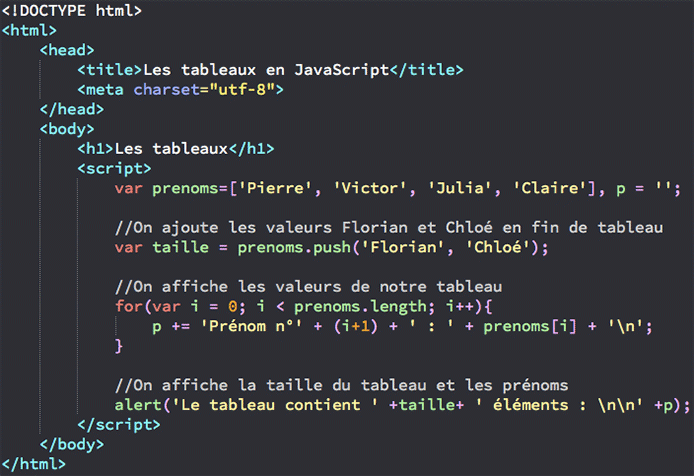 <!DOCTYPE html>
<html>
<head>
<title>Les tableaux en JavaScript</title>
<meta charset="utf-8">
</head>
<body>
<h1>Les tableaux</h1>
<script>
var prenoms=['Pierre', 'Victor', 'Julia', 'Claire'], p = '';
//On ajoute les valeurs Florian et Chloé en fin de tableau
var taille = prenoms.push('Florian', 'Chloé');
//On affiche les valeurs de notre tableau
for(var i = 0; i < prenoms.length; i++){
p += 'Prénom n°' + (i+1) + ' : ' + prenoms[i] + '\n';
}
//On affiche la taille du tableau et les prénoms
alert('Le tableau contient ' +taille+ ' éléments : \n\n' +p);
</script>
</body>
</html>